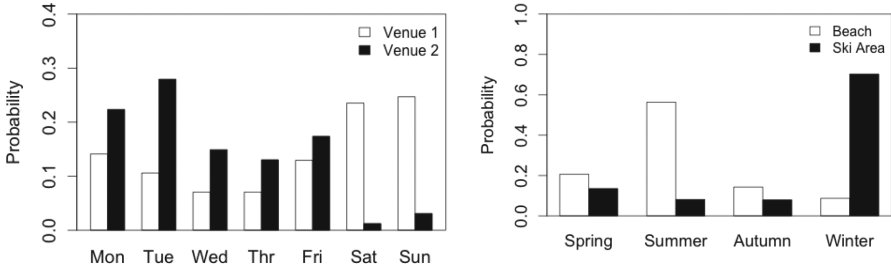 Probability
0.0 0.1 0.2 0.3 0.4
Venue 1
Venue 2
Mon Tue Wed Thr Fri Sat Sun
Probability
0.0 0.2 0.4 0.6 0.8 1.0
Beach
Ski Area
Spring Summer Autumn Winter